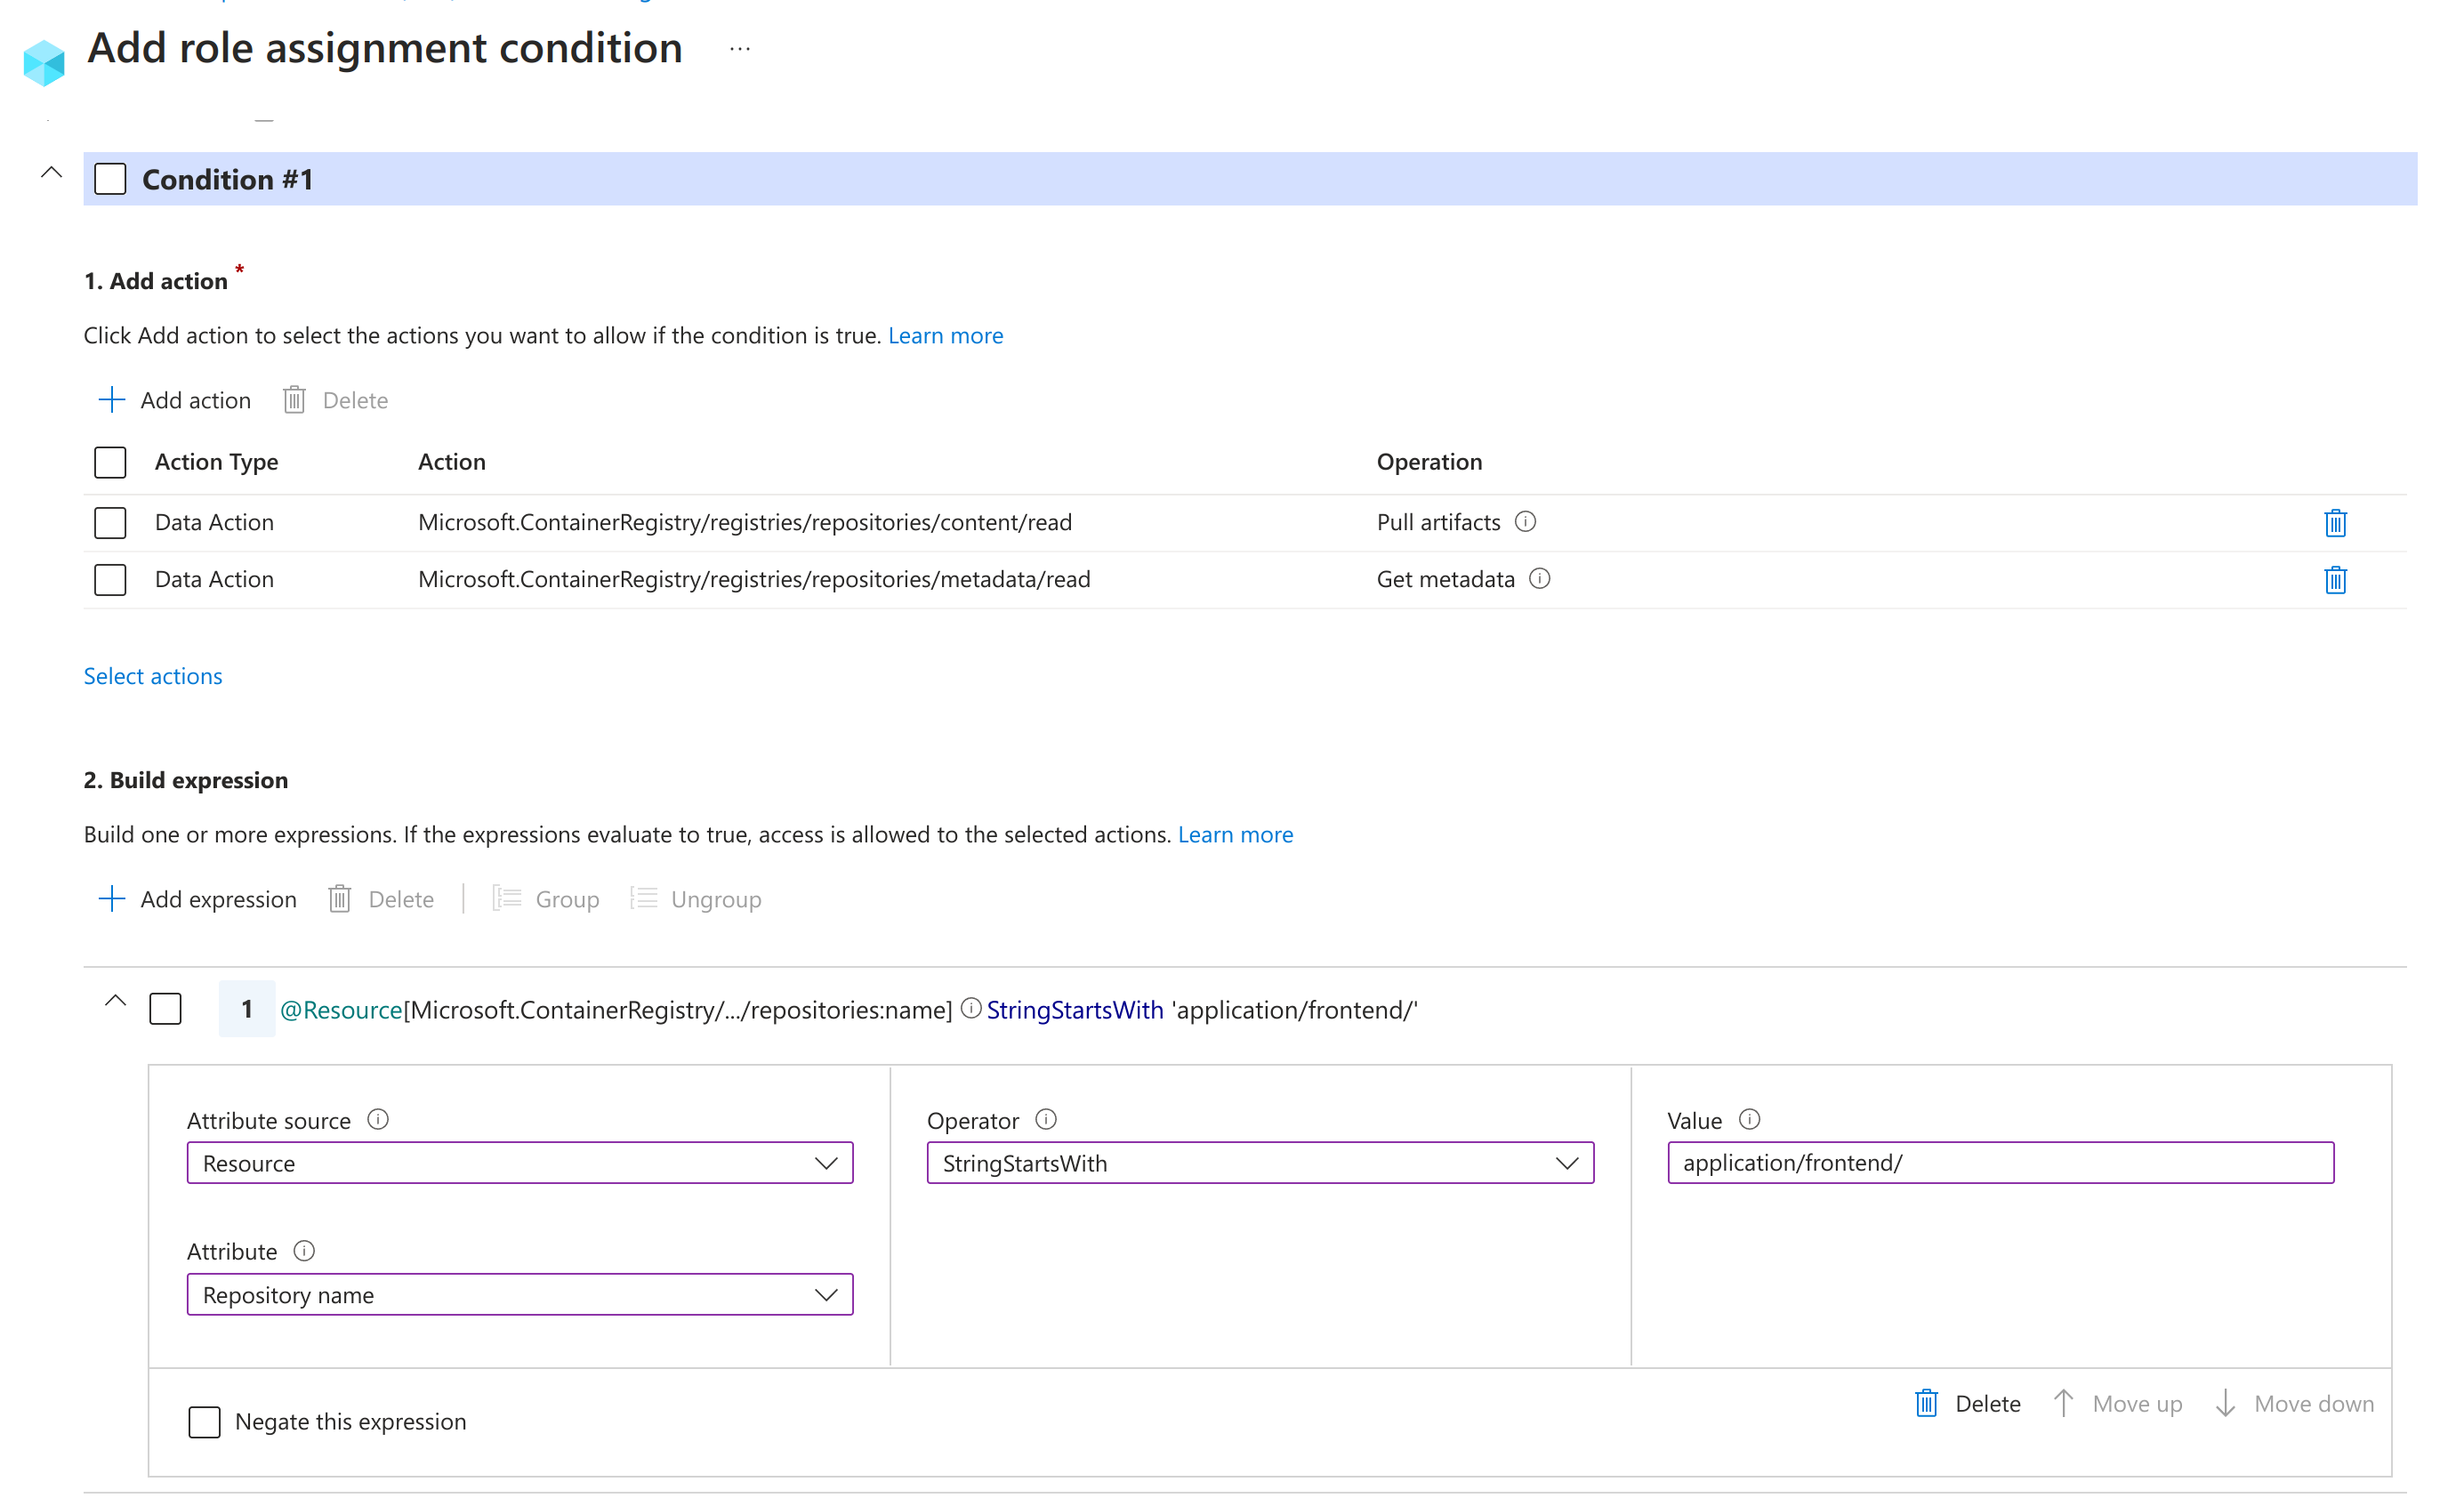 Add role assignment condition ...
Condition #1
1. Add action *
Click Add action to select the actions you want to allow if the condition is true. Learn more
Add action Delete
Action Type Action Operation
Data Action Microsoft.ContainerRegistry/registries/repositories/content/read Pull artifacts
Data Action Microsoft.ContainerRegistry/registries/repositories/metadata/read Get metadata
Select actions
2. Build expression
Build one or more expressions. If the expressions evaluate to true, access is allowed to the selected actions. Learn more
Add expression Delete | Group Ungroup
1 @Resource[Microsoft.ContainerRegistry/.../repositories:name] StringStartsWith 'application/frontend/'
Attribute source Operator Value
Resource StringStartsWith application/frontend/
Attribute
Repository name
Delete Move up Move down
Negate this expression